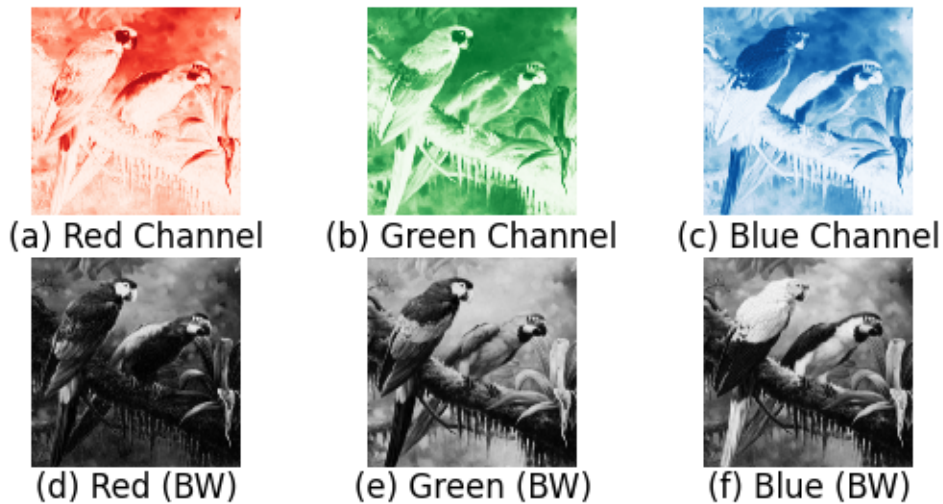 (a) Red Channel
(b) Green Channel
(c) Blue Channel
(d) Red (BW)
(e) Green (BW)
(f) Blue (BW)